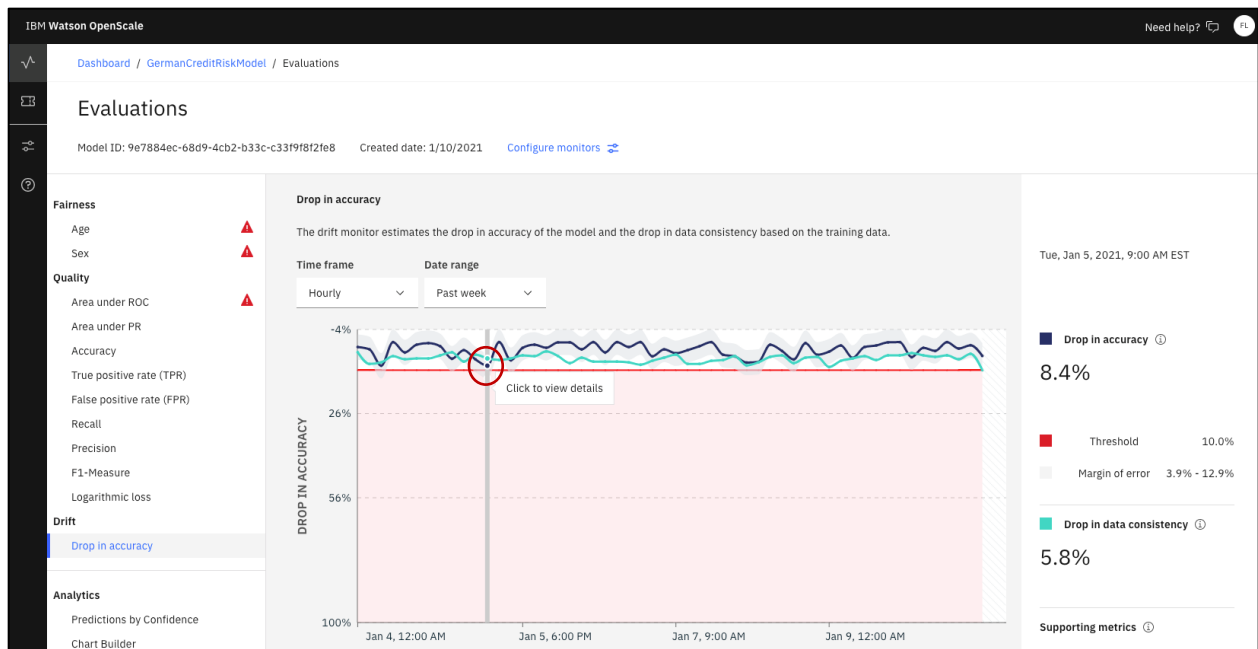 IBM Watson OpenScale
Need help?
FL
Dashboard / GermanCreditRiskModel / Evaluations
Evaluations
Model ID: 9e7884ec-68d9-4cb2-b33c-c33f9f8f2fe8 Created date: 1/10/2021 Configure monitors
Fairness
Age
Sex
Quality
Area under ROC
Area under PR
Accuracy
True positive rate (TPR)
False positive rate (FPR)
Recall
Precision
F1-Measure
Logarithmic loss
Drift
Drop in accuracy
Analytics
Predictions by Confidence
Chart Builder
Drop in accuracy
The drift monitor estimates the drop in accuracy of the model and the drop in data consistency based on the training data.
Time frame Date range
Hourly Past week
-4%
26%
56%
100%
DROP IN ACCURACY
Click to view details
Jan 4, 12:00 AM Jan 5, 6:00 PM Jan 7, 9:00 AM Jan 9, 12:00 AM
Tue, Jan 5, 2021, 9:00 AM EST
Drop in accuracy
8.4%
Threshold 10.0%
Margin of error 3.9% - 12.9%
Drop in data consistency
5.8%
Supporting metrics